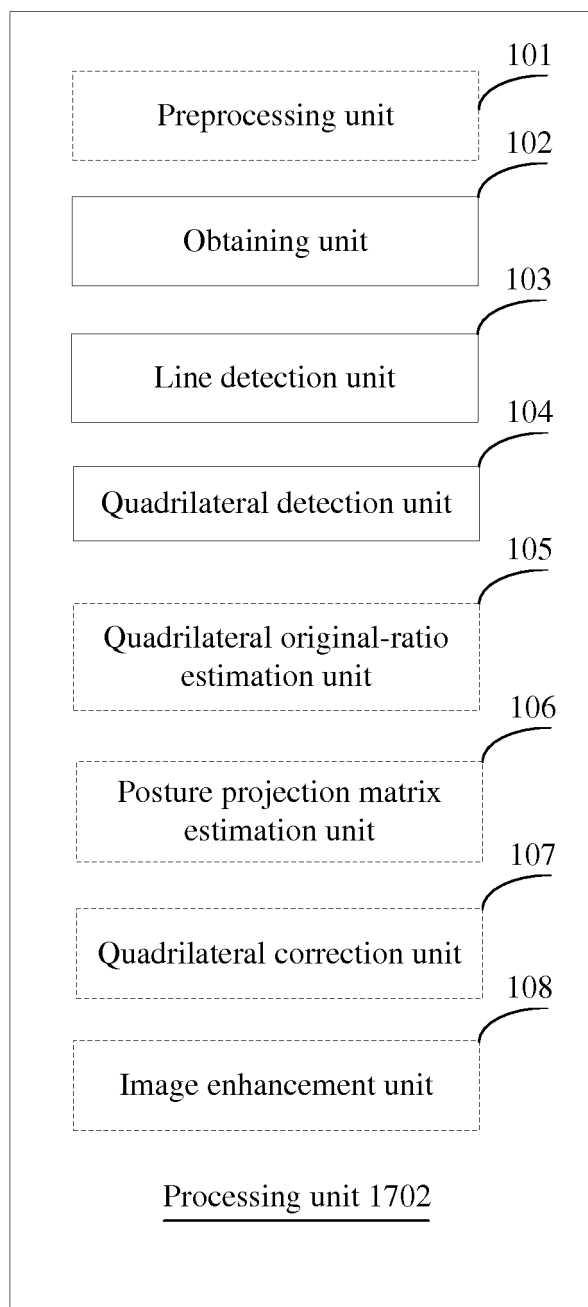 101
Preprocessing unit
102
Obtaining unit
103
Line detection unit
104
Quadrilateral detection unit
105
Quadrilateral original-ratio
estimation unit
106
Posture projection matrix
estimation unit
107
Quadrilateral correction unit
108
Image enhancement unit
Processing unit 1702